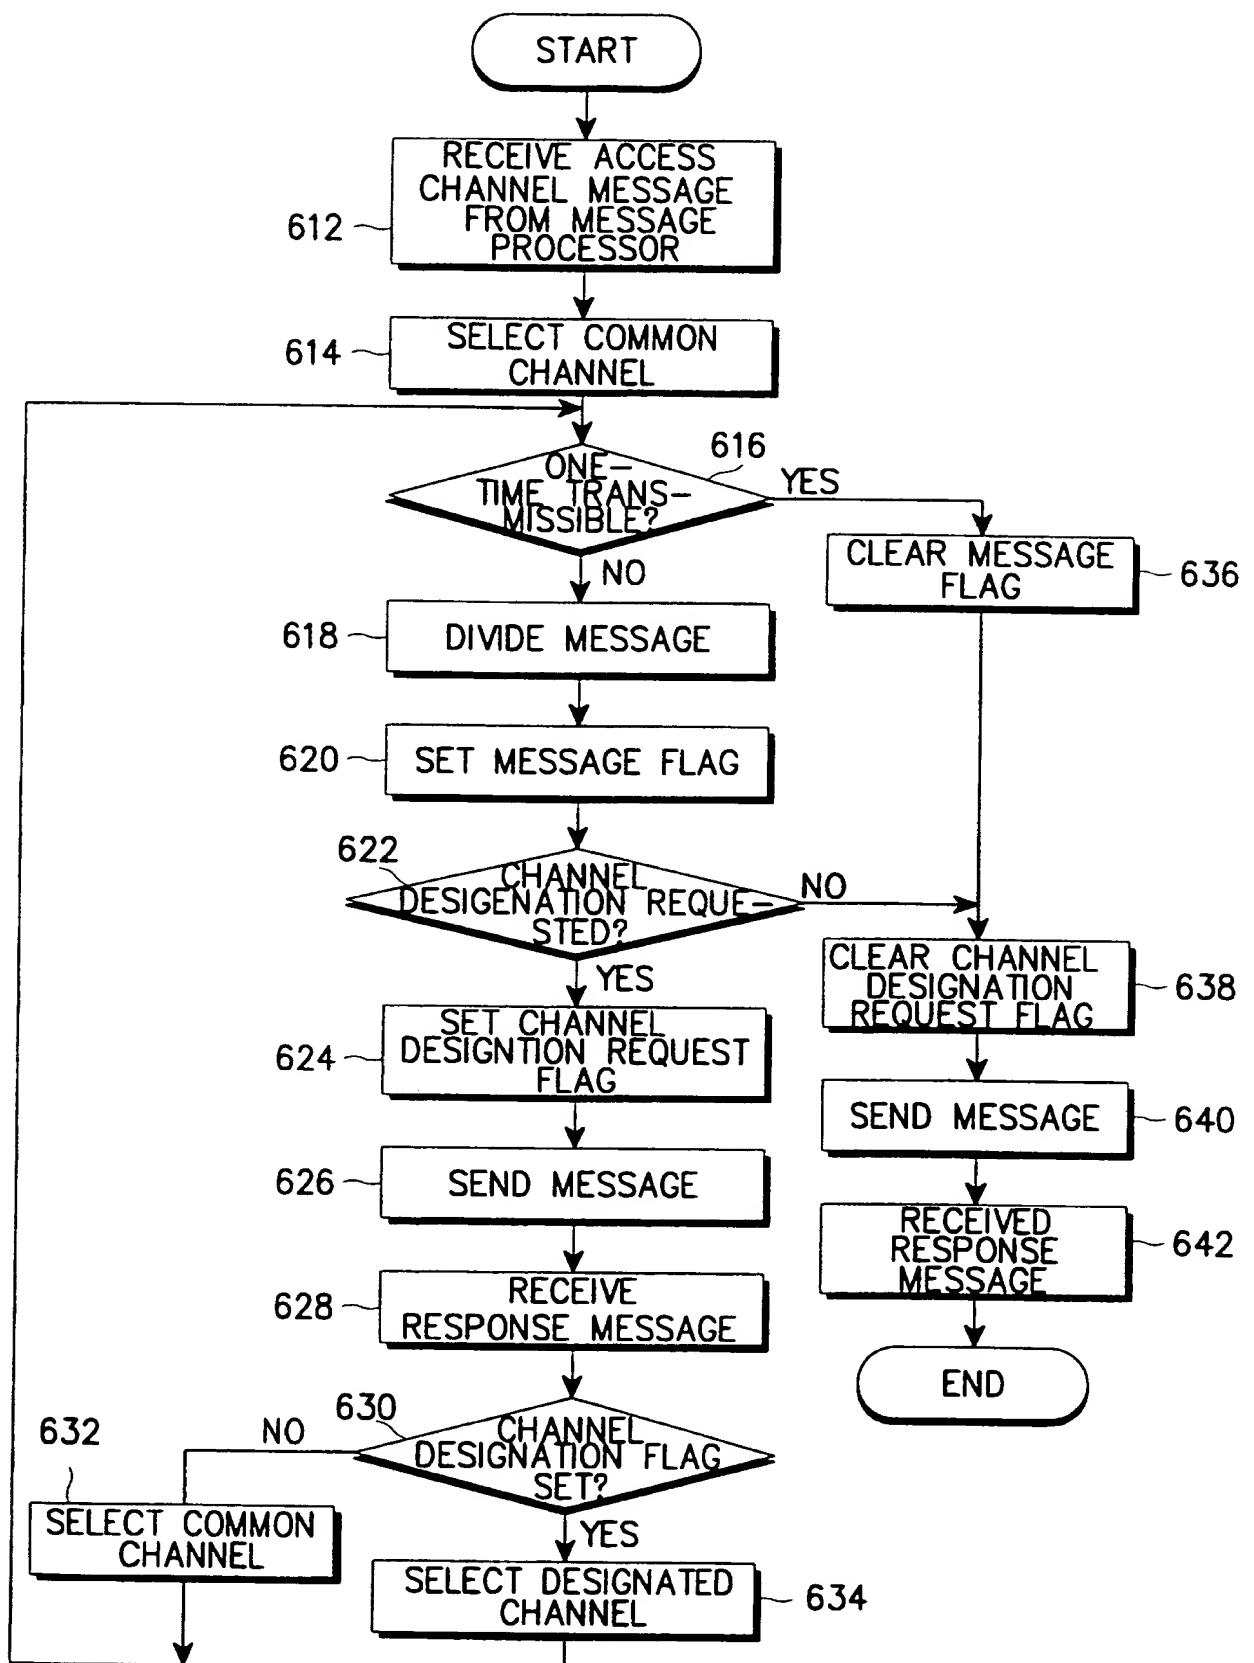 START
RECEIVE ACCESS
CHANNEL MESSAGE
FROM MESSAGE
PROCESSOR
612
SELECT COMMON
CHANNEL
614
616
ONE-
TIME TRANS-
MISSIBLE?
YES
NO
CLEAR MESSAGE
FLAG
636
618
DIVIDE MESSAGE
620
SET MESSAGE FLAG
622
CHANNEL
DESIGENATION REQUE-
STED?
NO
YES
CLEAR CHANNEL
DESIGNATION
REQUEST FLAG
638
624
SET CHANNEL
DESIGNTION REQUEST
FLAG
SEND MESSAGE
640
626
SEND MESSAGE
RECEIVED
RESPONSE
MESSAGE
642
628
RECEIVE
RESPONSE MESSAGE
END
630
CHANNEL
DESIGNATION FLAG
SET?
NO
YES
632
SELECT COMMON
CHANNEL
SELECT DESIGNATED
CHANNEL
634